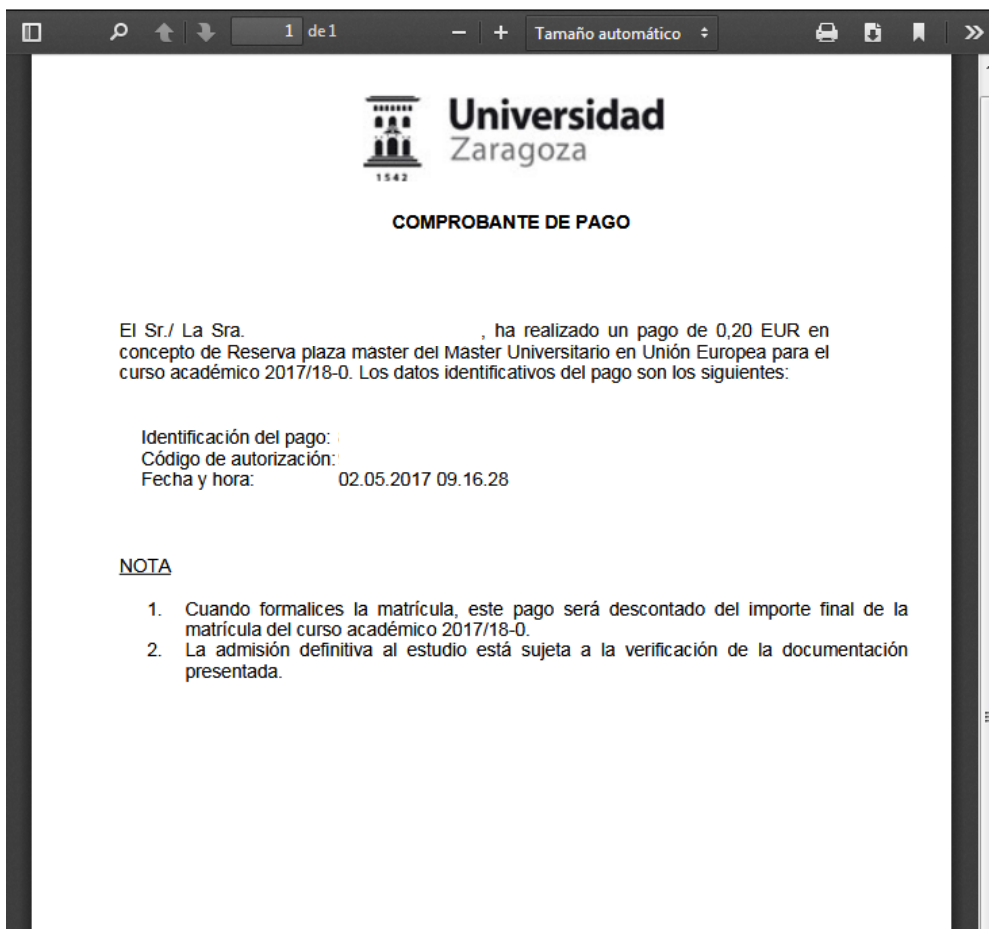 1 de 1
Tamaño automático
Universidad
Zaragoza
1542
COMPROBANTE DE PAGO
El Sr./ La Sra. , ha realizado un pago de 0,20 EUR en
concepto de Reserva plaza master del Master Universitario en Unión Europea para el
curso académico 2017/18-0. Los datos identificativos del pago son los siguientes:
Identificación del pago:
Código de autorización:
Fecha y hora: 02.05.2017 09.16.28
NOTA
1. Cuando formalices la matrícula, este pago será descontado del importe final de la
matrícula del curso académico 2017/18-0.
2. La admisión definitiva al estudio está sujeta a la verificación de la documentación
presentada.